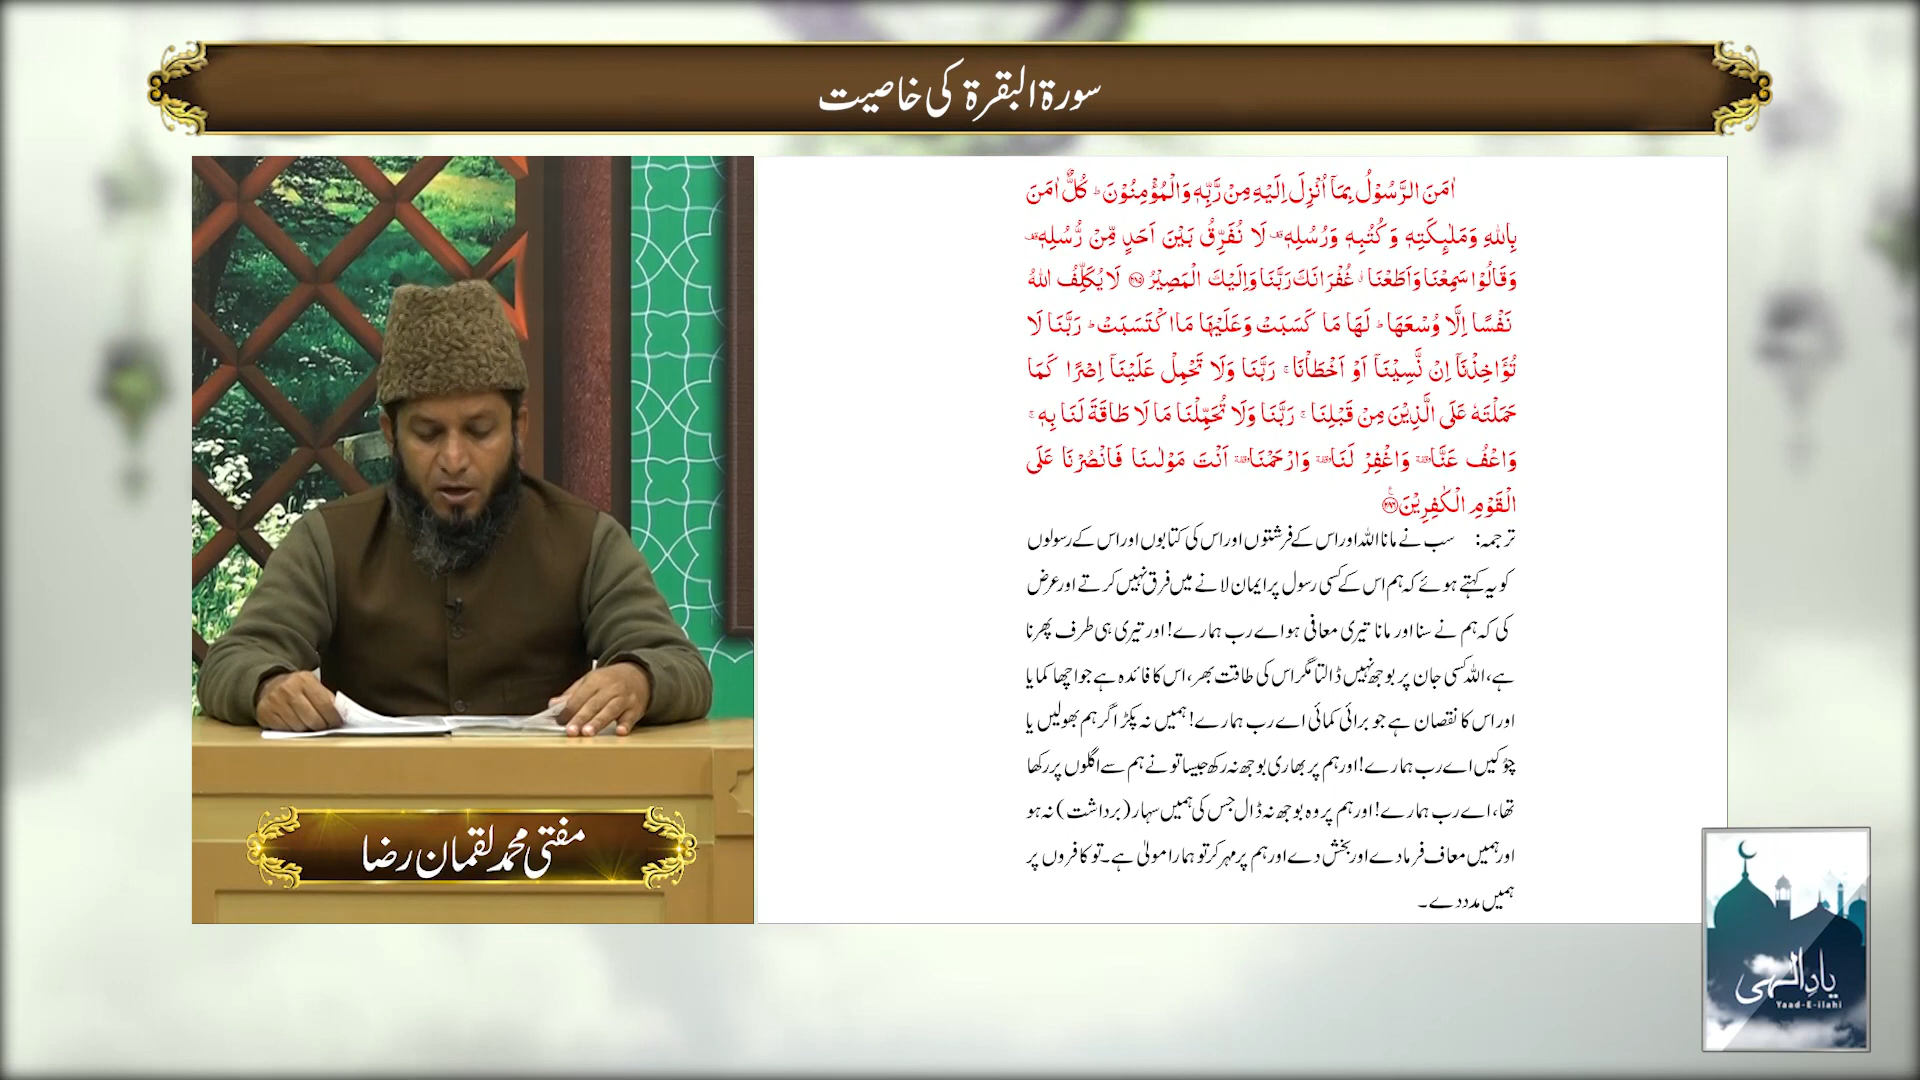 سورۃ البقرۃ کی خاصیت
اٰمَنَ الرَّسُوْلُ بِمَاۤ اُنْزِلَ اِلَیْهِ مِنْ رَّبِّهٖ وَالْمُؤْمِنُوْنَ ؕ كُلٌّ اٰمَنَ
بِاللّٰهِ وَمَلٰٓىِٕكَتِهٖ وَكُتُبِهٖ وَرُسُلِهٖ ۫ لَا نُفَرِّقُ بَیْنَ اَحَدٍ مِّنْ رُّسُلِهٖ ۫
وَقَالُوْا سَمِعْنَا وَاَطَعْنَا ٘ غُفْرَانَكَ رَبَّنَا وَاِلَیْكَ الْمَصِیْرُ ﴿۲۸۵﴾ لَا یُكَلِّفُ اللّٰهُ
نَفْسًا اِلَّا وُسْعَهَا ؕ لَهَا مَا كَسَبَتْ وَعَلَیْهَا مَا اكْتَسَبَتْ ؕ رَبَّنَا لَا
تُؤَاخِذْنَاۤ اِنْ نَّسِیْنَاۤ اَوْ اَخْطَاْنَا ۚ رَبَّنَا وَلَا تَحْمِلْ عَلَیْنَاۤ اِصْرًا كَمَا
حَمَلْتَهٗ عَلَی الَّذِیْنَ مِنْ قَبْلِنَا ۚ رَبَّنَا وَلَا تُحَمِّلْنَا مَا لَا طَاقَةَ لَنَا بِهٖ ۚ
وَاعْفُ عَنَّا ٝ وَاغْفِرْ لَنَا ٝ وَارْحَمْنَا ٝ اَنْتَ مَوْلٰىنَا فَانْصُرْنَا عَلَی
الْقَوْمِ الْكٰفِرِیْنَ ﴿۲۸۶﴾
ترجمہ: سب نے مانا اللہ اور اس کے فرشتوں اور اس کی کتابوں اور اس کے رسولوں
کو یہ کہتے ہوئے کہ ہم اس کے کسی رسول پر ایمان لانے میں فرق نہیں کرتے اور عرض
کی کہ ہم نے سنا اور مانا تیری معافی ہو اے رب ہمارے! اور تیری ہی طرف پھرنا
ہے، اللہ کسی جان پر بوجھ نہیں ڈالتا مگر اس کی طاقت بھر، اس کا فائدہ ہے جو اچھا کمایا
اور اس کا نقصان ہے جو برائی کمائی اے رب ہمارے! ہمیں نہ پکڑ اگر ہم بھولیں یا
چوُکیں اے رب ہمارے! اور ہم پر بھاری بوجھ نہ رکھ جیسا تو نے ہم سے اگلوں پر رکھا
تھا، اے رب ہمارے! اور ہم پر وہ بوجھ نہ ڈال جس کی ہمیں سہار (برداشت) نہ ہو
اور ہمیں معاف فرما دے اور بخش دے اور ہم پر مہر کر تو ہمارا مولیٰ ہے۔ تو کافروں پر
ہمیں مدد دے۔
مفتی محمد لقمان رضا
یادِ الٰہی
Yaad-E-ilahi